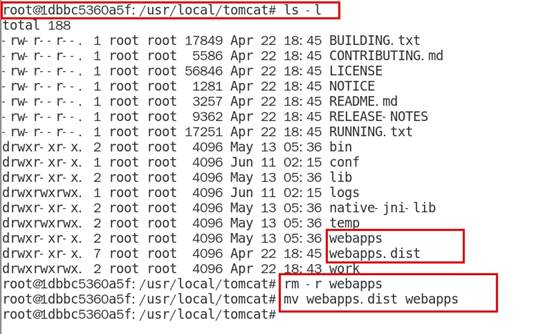 root@1dbbc5360a5f:/usr/local/tomcat# ls -l
total 188
-rw-r--r--. 1 root root 17849 Apr 22 18:45 BUILDING.txt
-rw-r--r--. 1 root root 5586 Apr 22 18:45 CONTRIBUTING.md
-rw-r--r--. 1 root root 56846 Apr 22 18:45 LICENSE
-rw-r--r--. 1 root root 1281 Apr 22 18:45 NOTICE
-rw-r--r--. 1 root root 3257 Apr 22 18:45 README.md
-rw-r--r--. 1 root root 9362 Apr 22 18:45 RELEASE-NOTES
-rw-r--r--. 1 root root 17251 Apr 22 18:45 RUNNING.txt
drwxr-xr-x. 2 root root 4096 May 13 05:36 bin
drwxr-xr-x. 1 root root 4096 Jun 11 02:15 conf
drwxr-xr-x. 2 root root 4096 May 13 05:36 lib
drwxrwxrwx. 1 root root 4096 Jun 11 02:15 logs
drwxr-xr-x. 2 root root 4096 May 13 05:36 native-jni-lib
drwxrwxrwx. 2 root root 4096 May 13 05:36 temp
drwxr-xr-x. 2 root root 4096 May 13 05:36 webapps
drwxr-xr-x. 7 root root 4096 Apr 22 18:45 webapps.dist
drwxrwxrwx. 2 root root 4096 Apr 22 18:43 work
root@1dbbc5360a5f:/usr/local/tomcat# rm -r webapps
root@1dbbc5360a5f:/usr/local/tomcat# mv webapps.dist webapps
root@1dbbc5360a5f:/usr/local/tomcat#